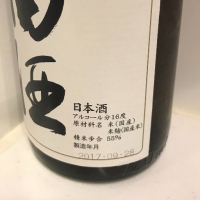 日本酒
アルコール分16度
原材料名 米(国産)
米麹(国産米)
精米歩合 55%
製造年月
2017.09.26